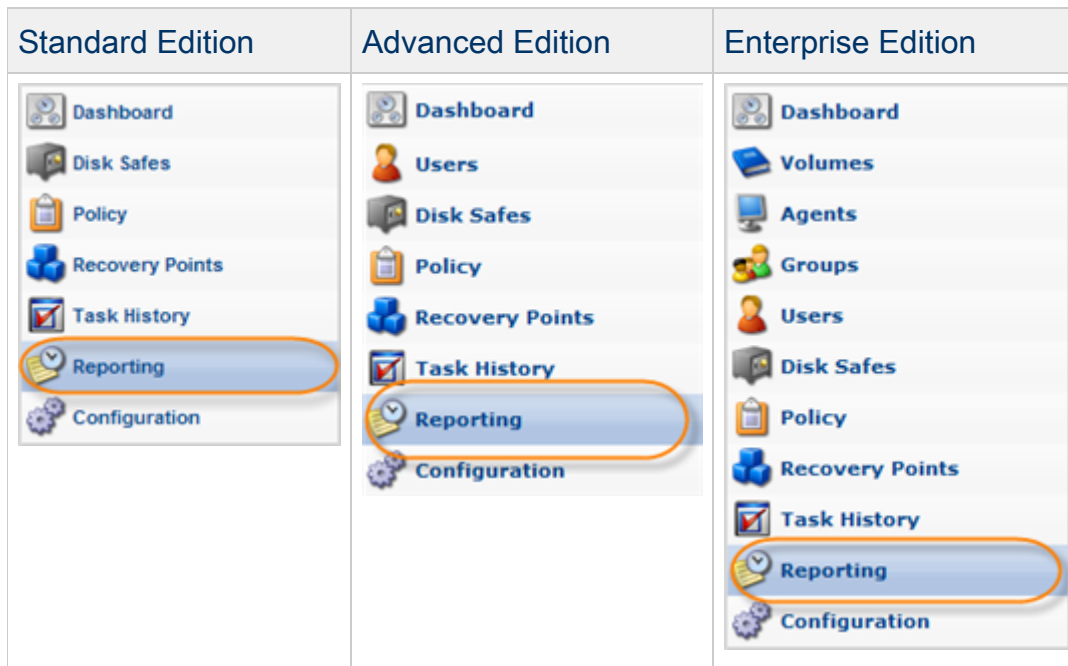 Standard Edition
Dashboard
Disk Safes
Policy
Recovery Points
Task History
Reporting
Configuration
Advanced Edition
Dashboard
Users
Disk Safes
Policy
Recovery Points
Task History
Reporting
Configuration
Enterprise Edition
Dashboard
Volumes
Agents
Groups
Users
Disk Safes
Policy
Recovery Points
Task History
Reporting
Configuration